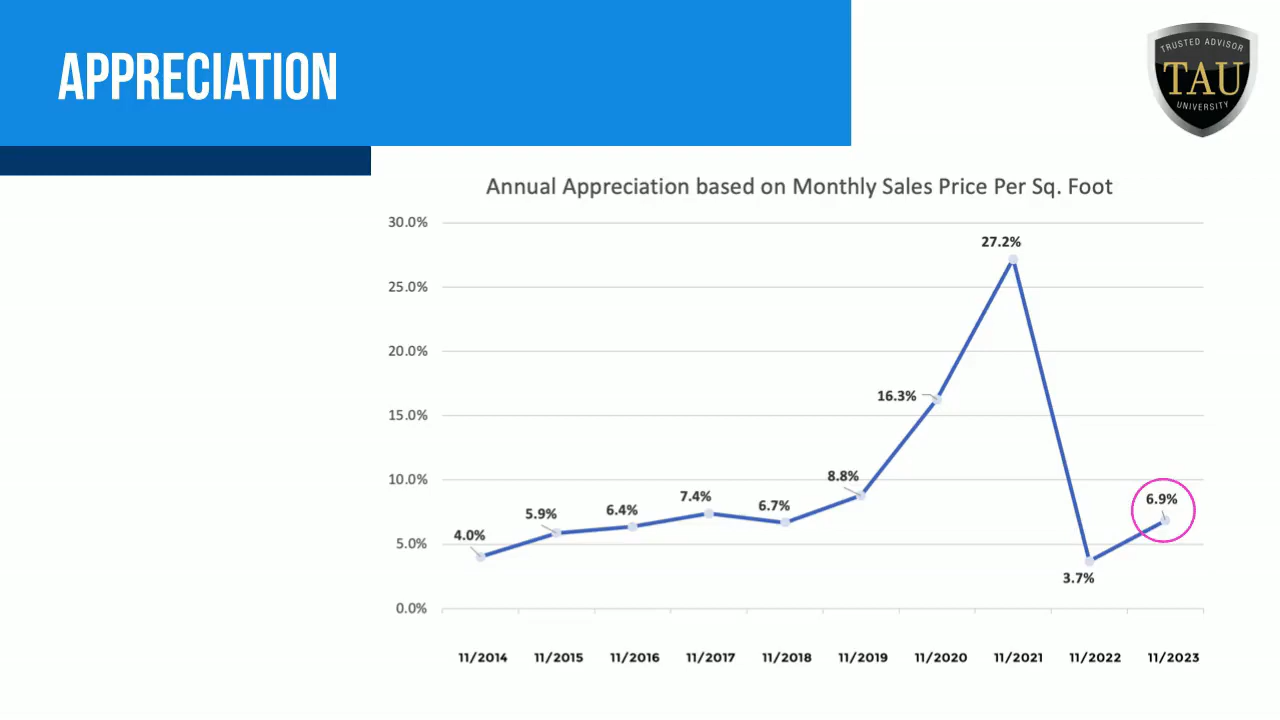 APPRECIATION
TRUSTED ADVISOR
TAU
UNIVERSITY
Annual Appreciation based on Monthly Sales Price Per Sq. Foot
30.0%
27.2%
25.0%
20.0%
16.3%
15.0%
10.0%
8.8%
7.4%
6.9%
6.7%
6.4%
5.9%
4.0%
5.0%
3.7%
0.0%
11/2014 11/2015 11/2016 11/2017 11/2018 11/2019 11/2020 11/2021 11/2022 11/2023